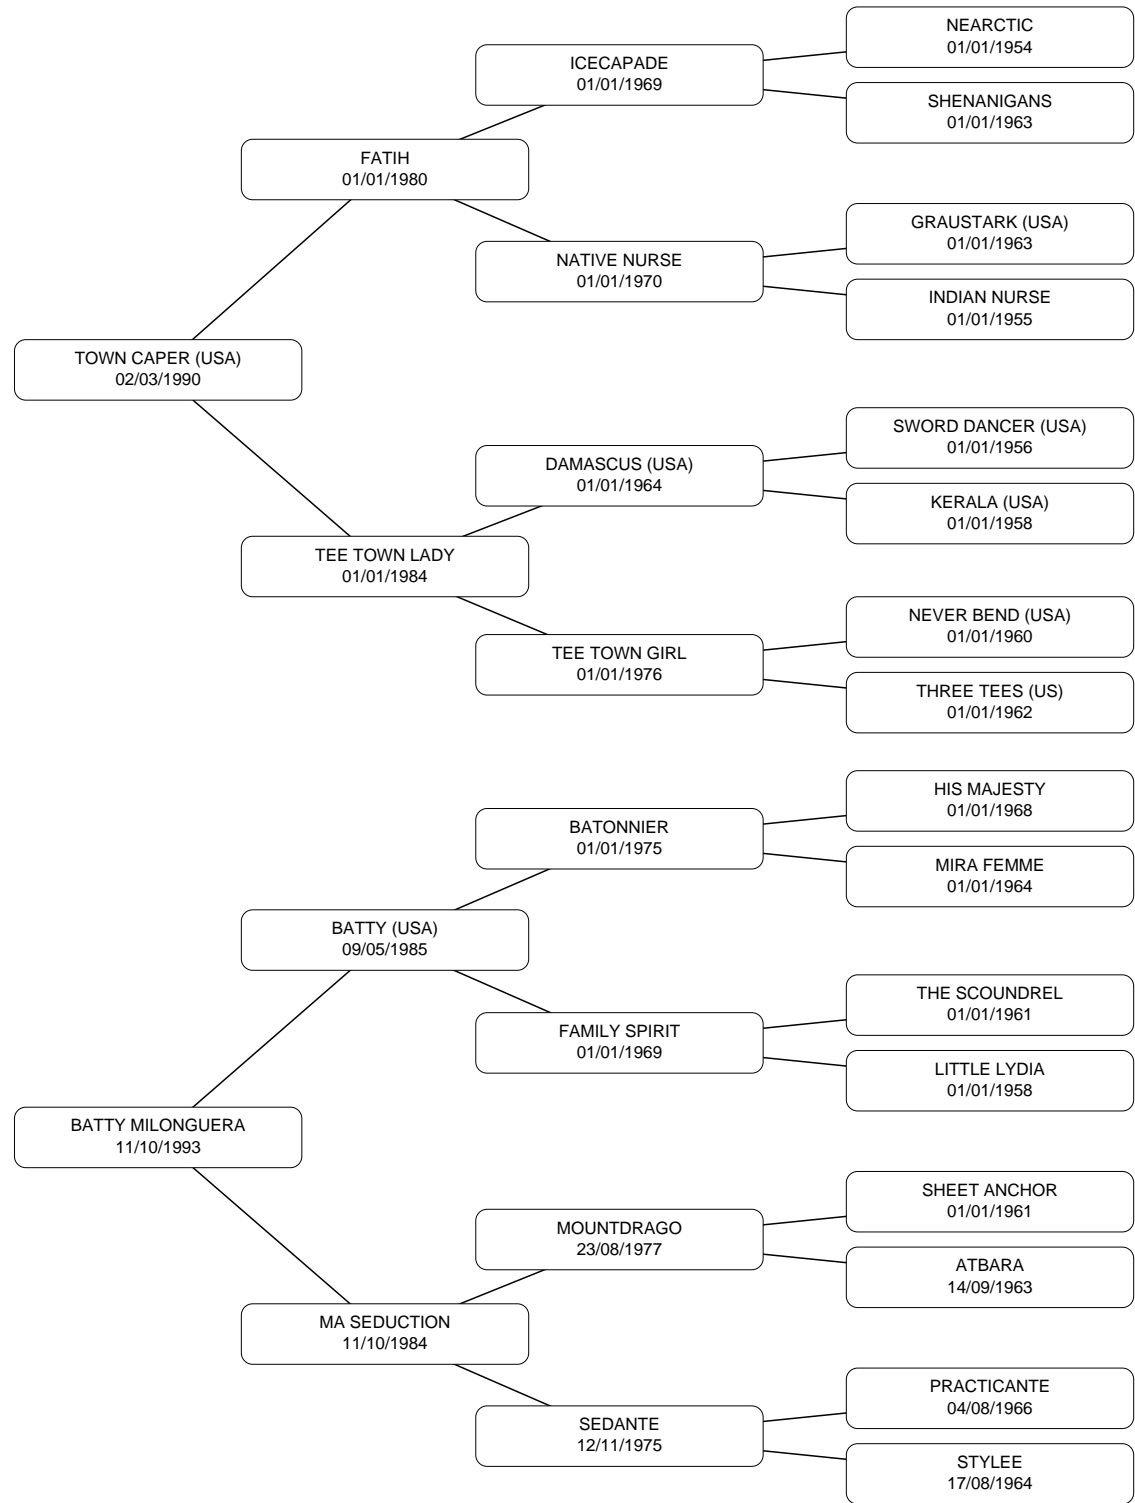 NEARCTIC
01/01/1954
ICECAPADE
01/01/1969
SHENANIGANS
01/01/1963
FATIH
01/01/1980
GRAUSTARK (USA)
01/01/1963
NATIVE NURSE
01/01/1970
INDIAN NURSE
01/01/1955
TOWN CAPER (USA)
02/03/1990
SWORD DANCER (USA)
01/01/1956
DAMASCUS (USA)
01/01/1964
KERALA (USA)
01/01/1958
TEE TOWN LADY
01/01/1984
NEVER BEND (USA)
01/01/1960
TEE TOWN GIRL
01/01/1976
THREE TEES (US)
01/01/1962
HIS MAJESTY
01/01/1968
BATONNIER
01/01/1975
MIRA FEMME
01/01/1964
BATTY (USA)
09/05/1985
THE SCOUNDREL
01/01/1961
FAMILY SPIRIT
01/01/1969
LITTLE LYDIA
01/01/1958
BATTY MILONGUERA
11/10/1993
SHEET ANCHOR
01/01/1961
MOUNTDRAGO
23/08/1977
ATBARA
14/09/1963
MA SEDUCTION
11/10/1984
PRACTICANTE
04/08/1966
SEDANTE
12/11/1975
STYLEE
17/08/1964